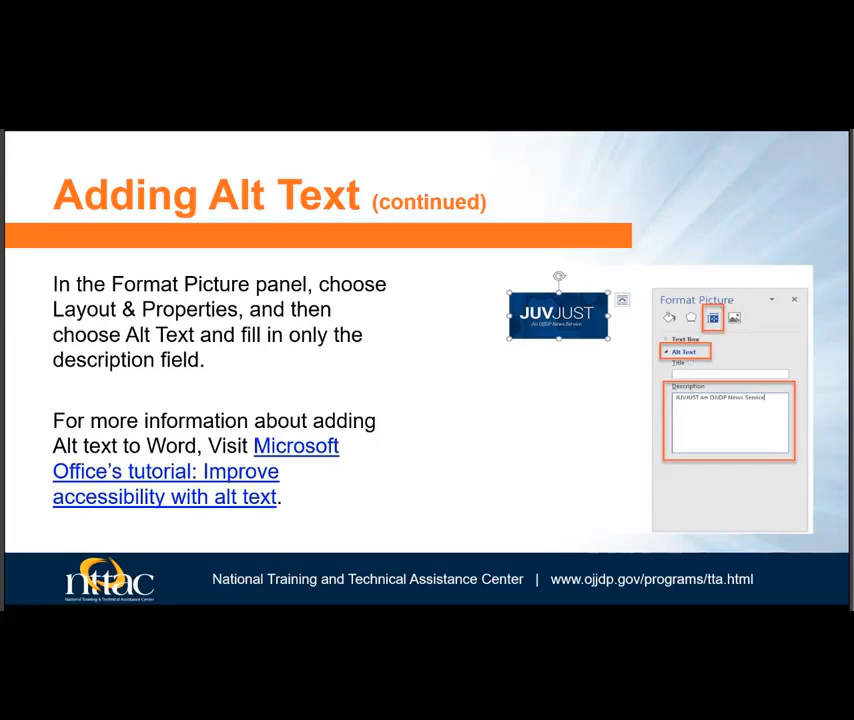 Adding Alt Text (continued)
In the Format Picture panel, choose
Layout & Properties, and then
choose Alt Text and fill in only the
description field.
For more information about adding
Alt text to Word, Visit Microsoft
Office's tutorial: Improve
accessibility with alt text.
JUVJUST
An OJJDP News Service
Format Picture
Text Box
Alt Text
Title
Description
JUVJUST An OJJDP News Service
nttac
National Training & Technical Assistance Center
National Training and Technical Assistance Center | www.ojjdp.gov/programs/tta.html